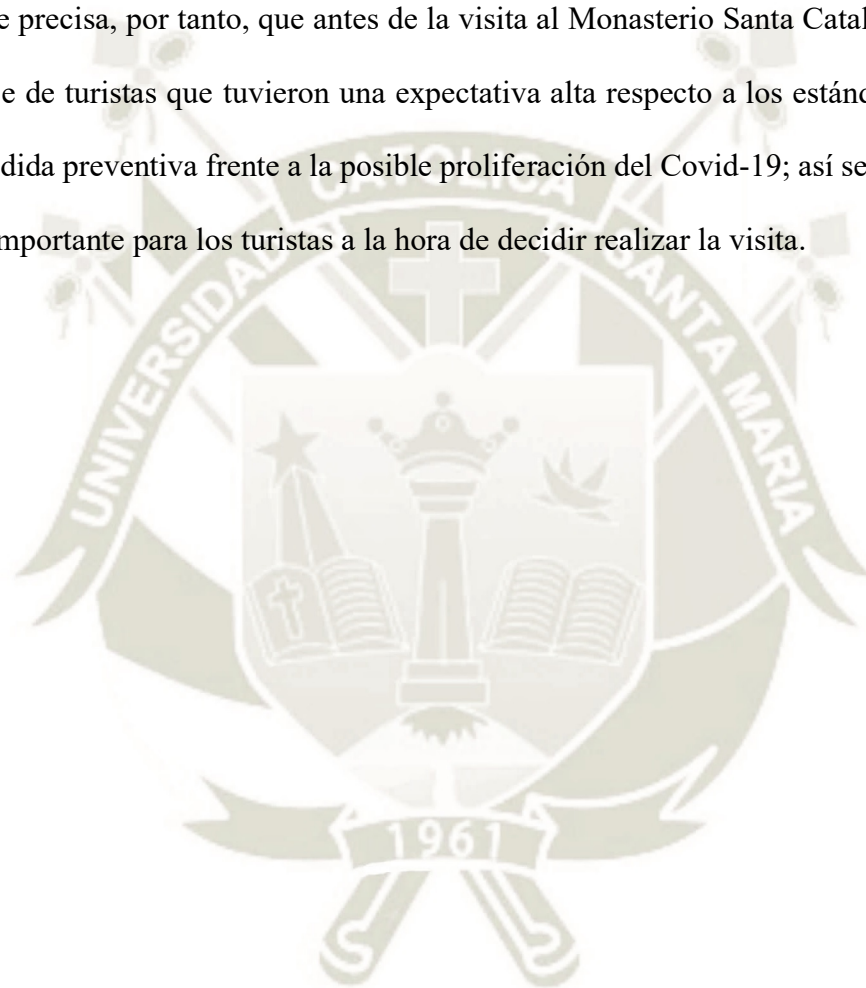 e precisa, por tanto, que antes de la visita al Monasterio Santa Catal
e de turistas que tuvieron una expectativa alta respecto a los estánd
dida preventiva frente a la posible proliferación del Covid-19; así se
mportante para los turistas a la hora de decidir realizar la visita.
UNIVERSIDAD CATOLICA SANTA MARIA
1961